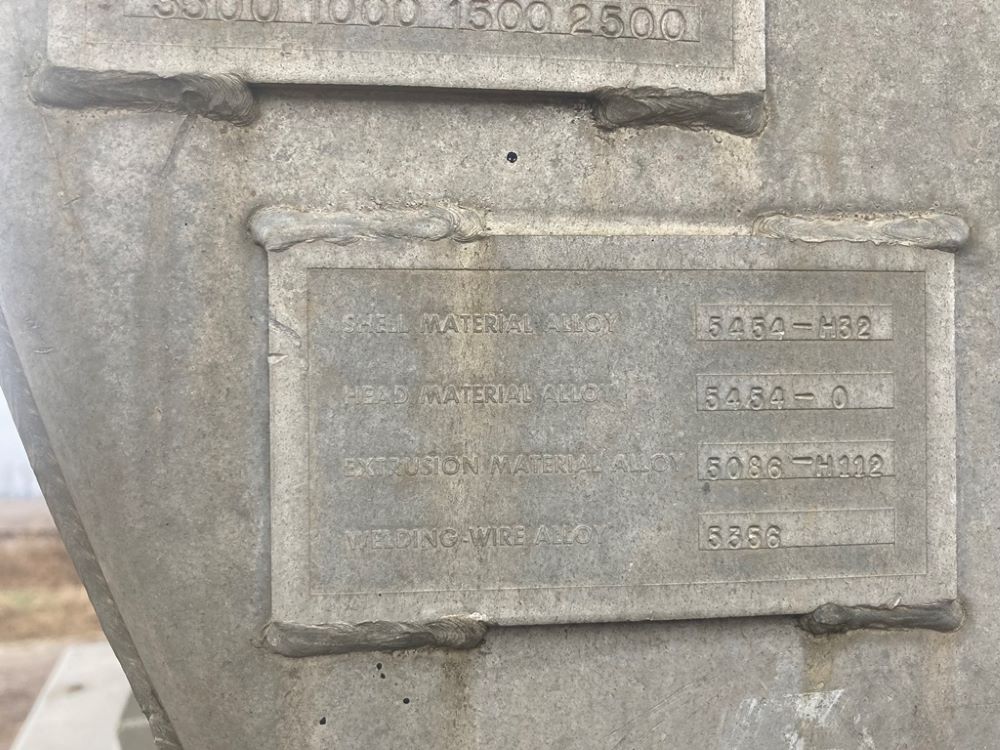 3300 1000 1500 2500
SHELL MATERIAL ALLOY 5454-H32
HEAD MATERIAL ALLOY 5454-0
EXTRUSION MATERIAL ALLOY 5086-H112
WELDING-WIRE ALLOY 5356